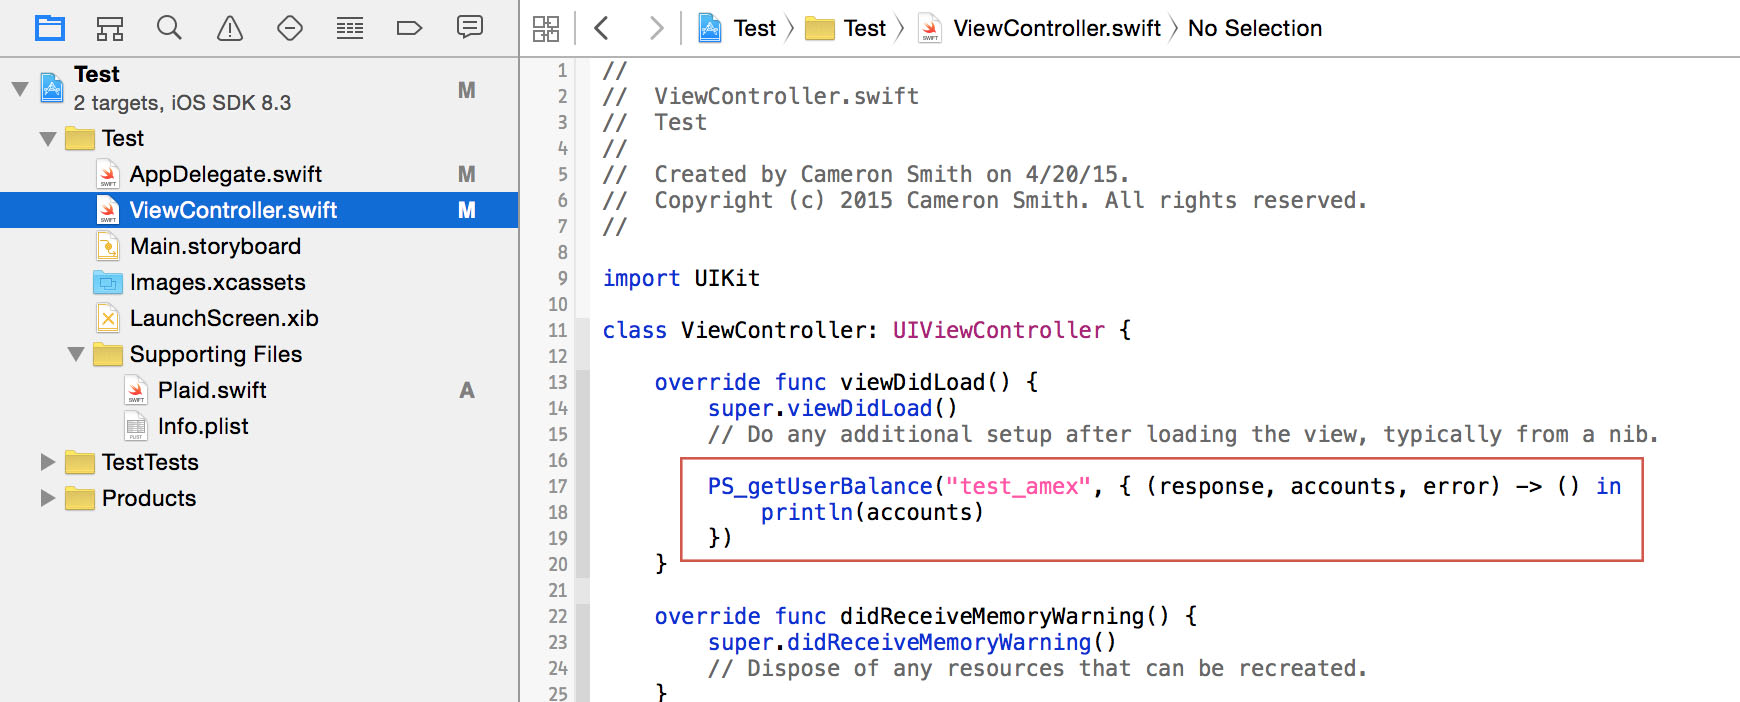 Test
2 targets, iOS SDK 8.3
M
Test
AppDelegate.swift
M
ViewController.swift
M
Main.storyboard
Images.xcassets
LaunchScreen.xib
Supporting Files
Plaid.swift
A
Info.plist
TestTests
Products
Test
Test
ViewController.swift
No Selection
1 //
2 //  ViewController.swift
3 //  Test
4 //
5 //  Created by Cameron Smith on 4/20/15.
6 //  Copyright (c) 2015 Cameron Smith. All rights reserved.
7 //
8
9 import UIKit
10
11 class ViewController: UIViewController {
12
13     override func viewDidLoad() {
14         super.viewDidLoad()
15         // Do any additional setup after loading the view, typically from a nib.
16
17         PS_getUserBalance("test_amex", { (response, accounts, error) -> () in
18             println(accounts)
19         })
20     }
21
22     override func didReceiveMemoryWarning() {
23         super.didReceiveMemoryWarning()
24         // Dispose of any resources that can be recreated.
25     }